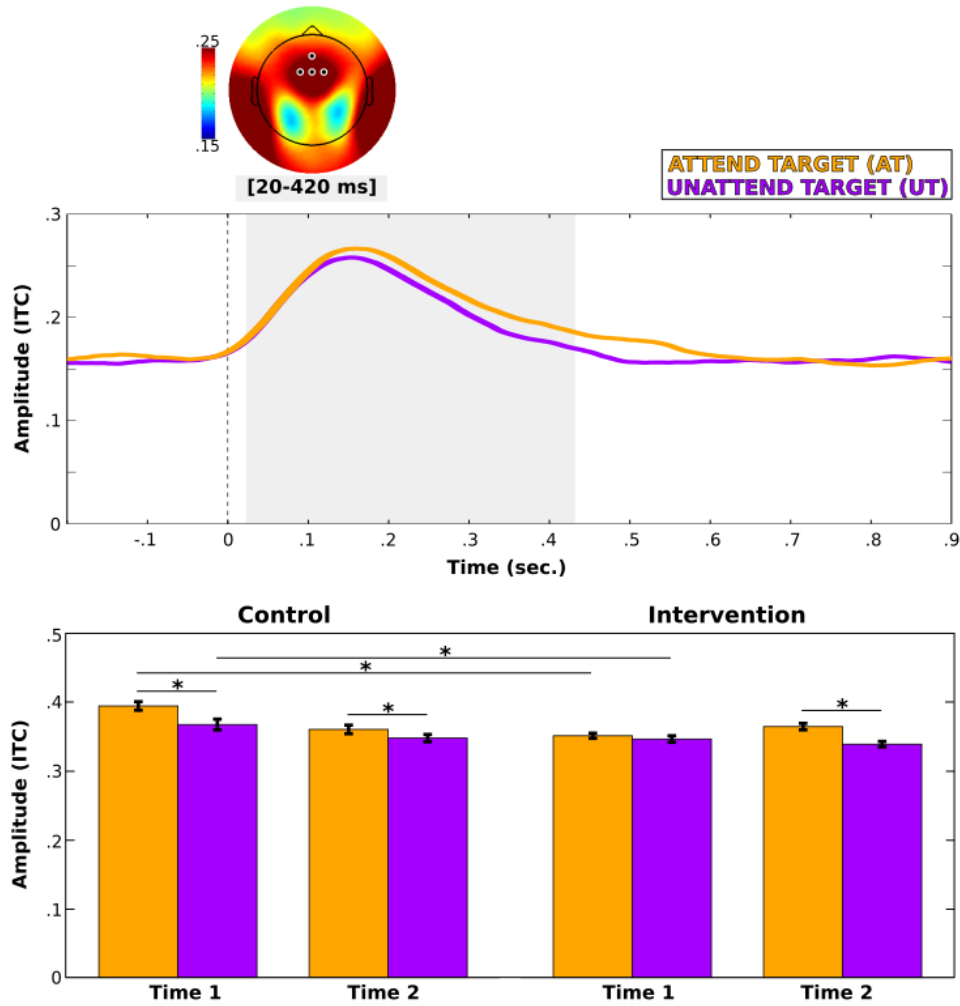 .25
.15
[20-420 ms]
ATTEND TARGET (AT)
UNATTEND TARGET (UT)
.3
.2
.1
0
Amplitude (ITC)
-.1 0 .1 .2 .3 .4 .5 .6 .7 .8 .9
Time (sec.)
Control Intervention
.5
.4
.3
.2
.1
0
Amplitude (ITC)
* * * * *
Time 1 Time 2 Time 1 Time 2